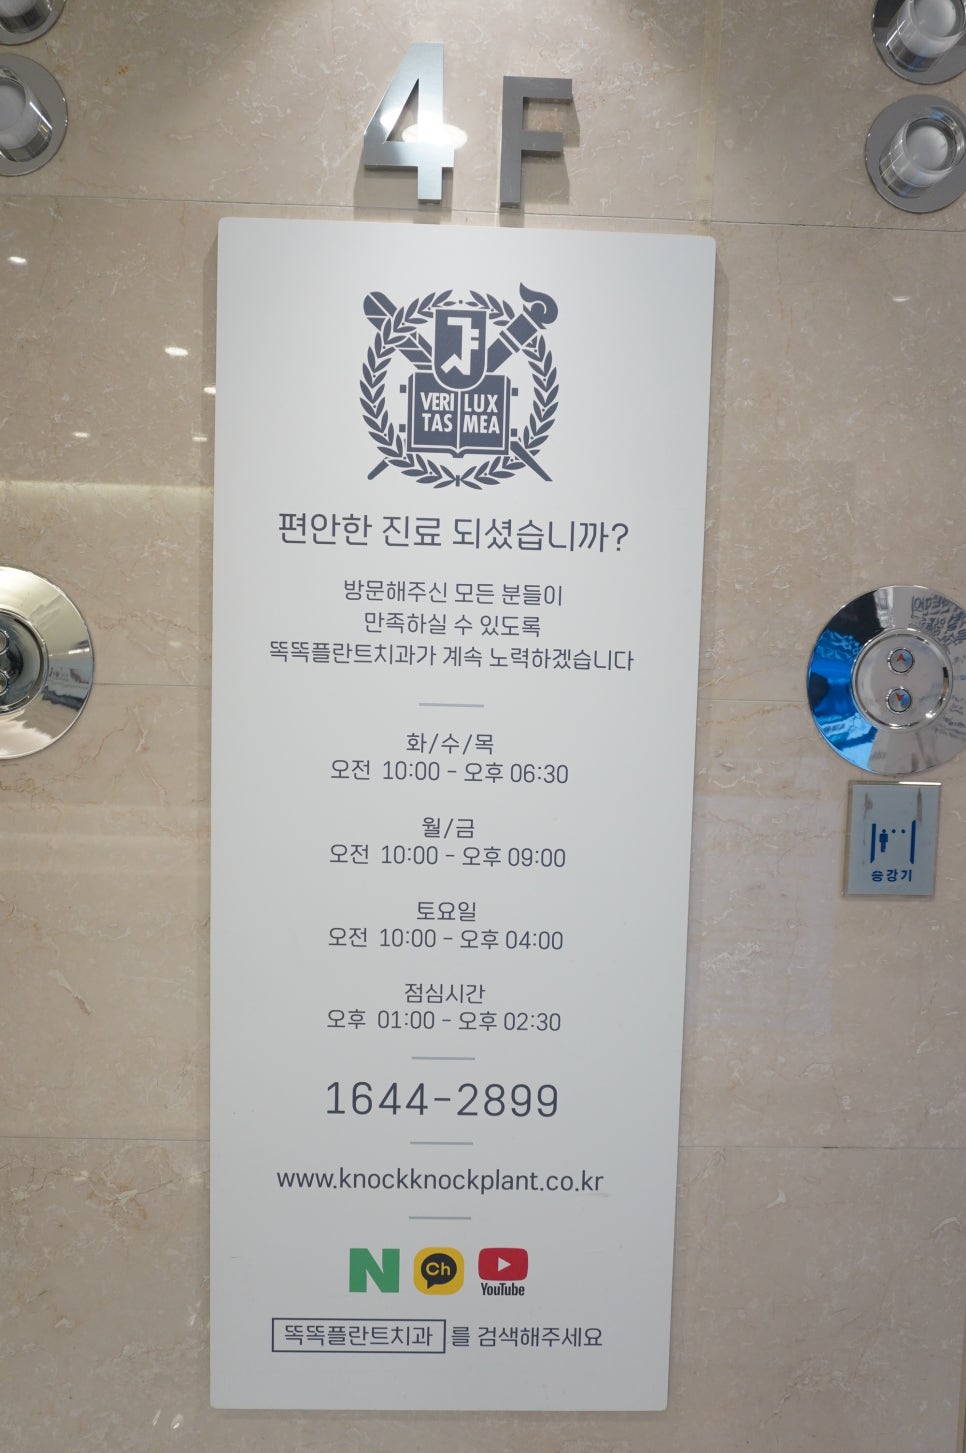 4F
VERI LUX
TAS MEA
편안한 진료 되셨습니까?
방문해주신 모든 분들이
만족하실 수 있도록
똑똑플란트치과가 계속 노력하겠습니다
화/수/목
오전 10:00 - 오후 06:30
월/금
오전 10:00 - 오후 09:00
토요일
오전 10:00 - 오후 04:00
점심시간
오후 01:00 - 오후 02:30
1644-2899
www.knockknockplant.co.kr
N Ch YouTube
똑똑플란트치과 를 검색해주세요
승강기